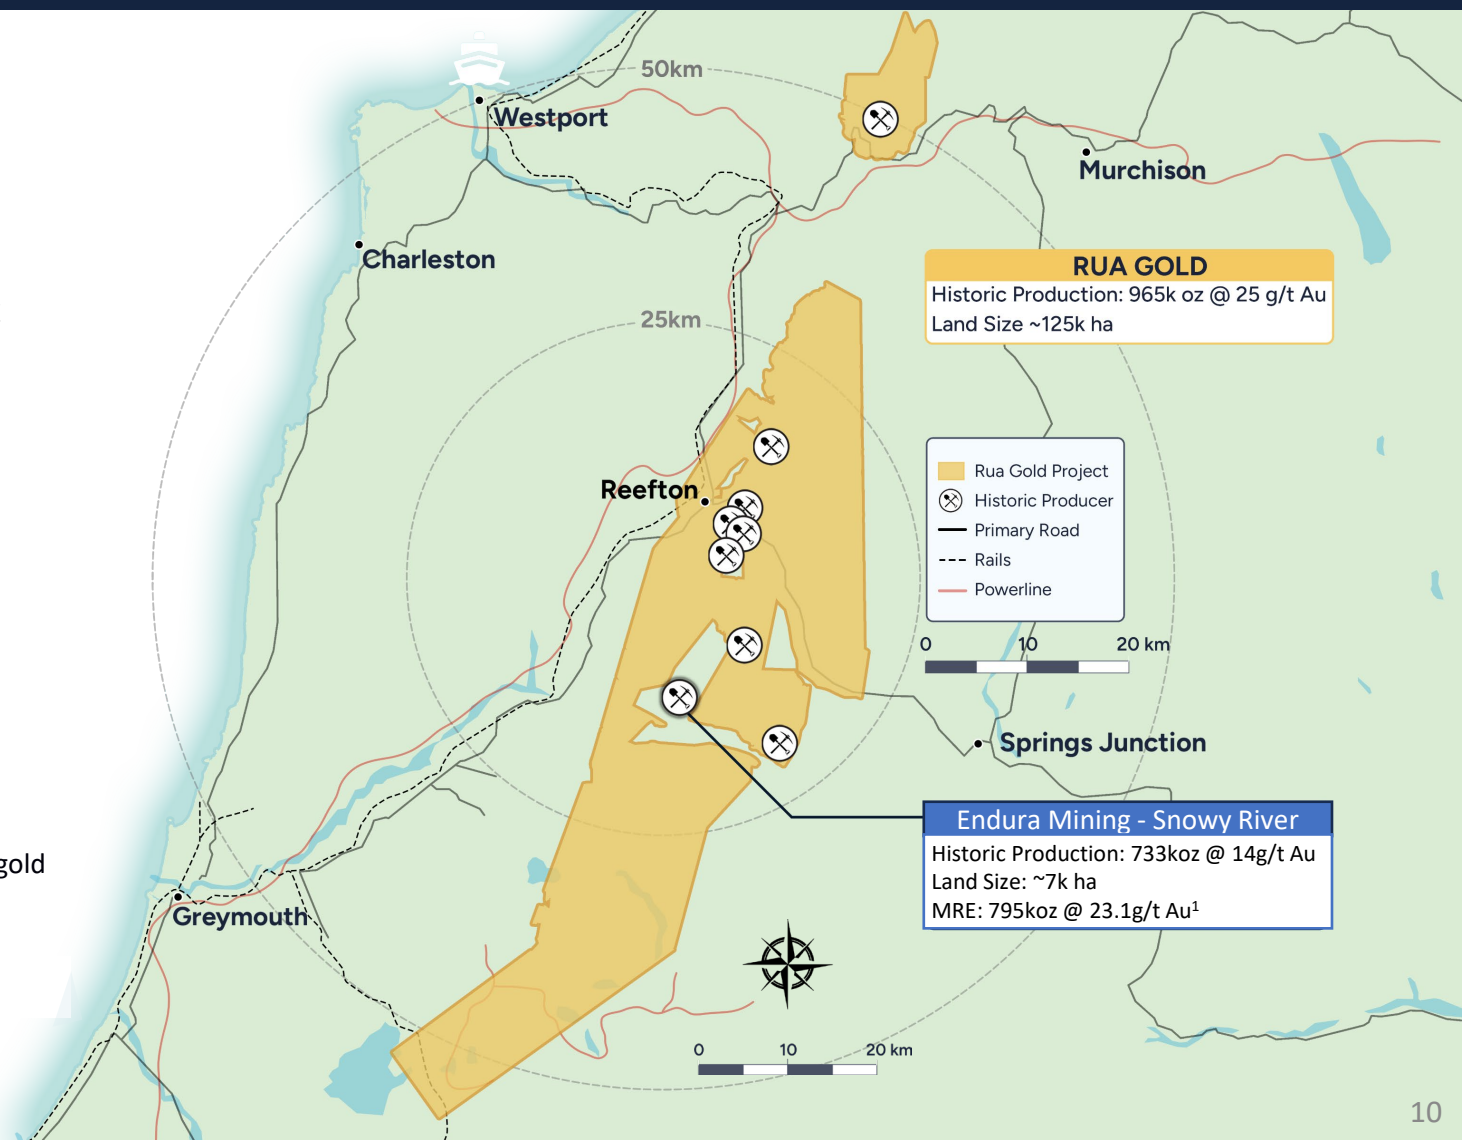 50km
Westport
Murchison
Charleston
RUA GOLD
Historic Production: 965k oz @ 25 g/t Au
Land Size ~125k ha
25km
Rua Gold Project
Reefton
Historic Producer
Primary Road
Rails
Powerline
0 10 20 km
Springs Junction
Endura Mining - Snowy River
Historic Production: 733koz @ 14g/t Au
gold
Land Size: ~7k ha
MRE: 795koz @ 23.1g/t Au¹
Greymouth
0 10 20 km
10